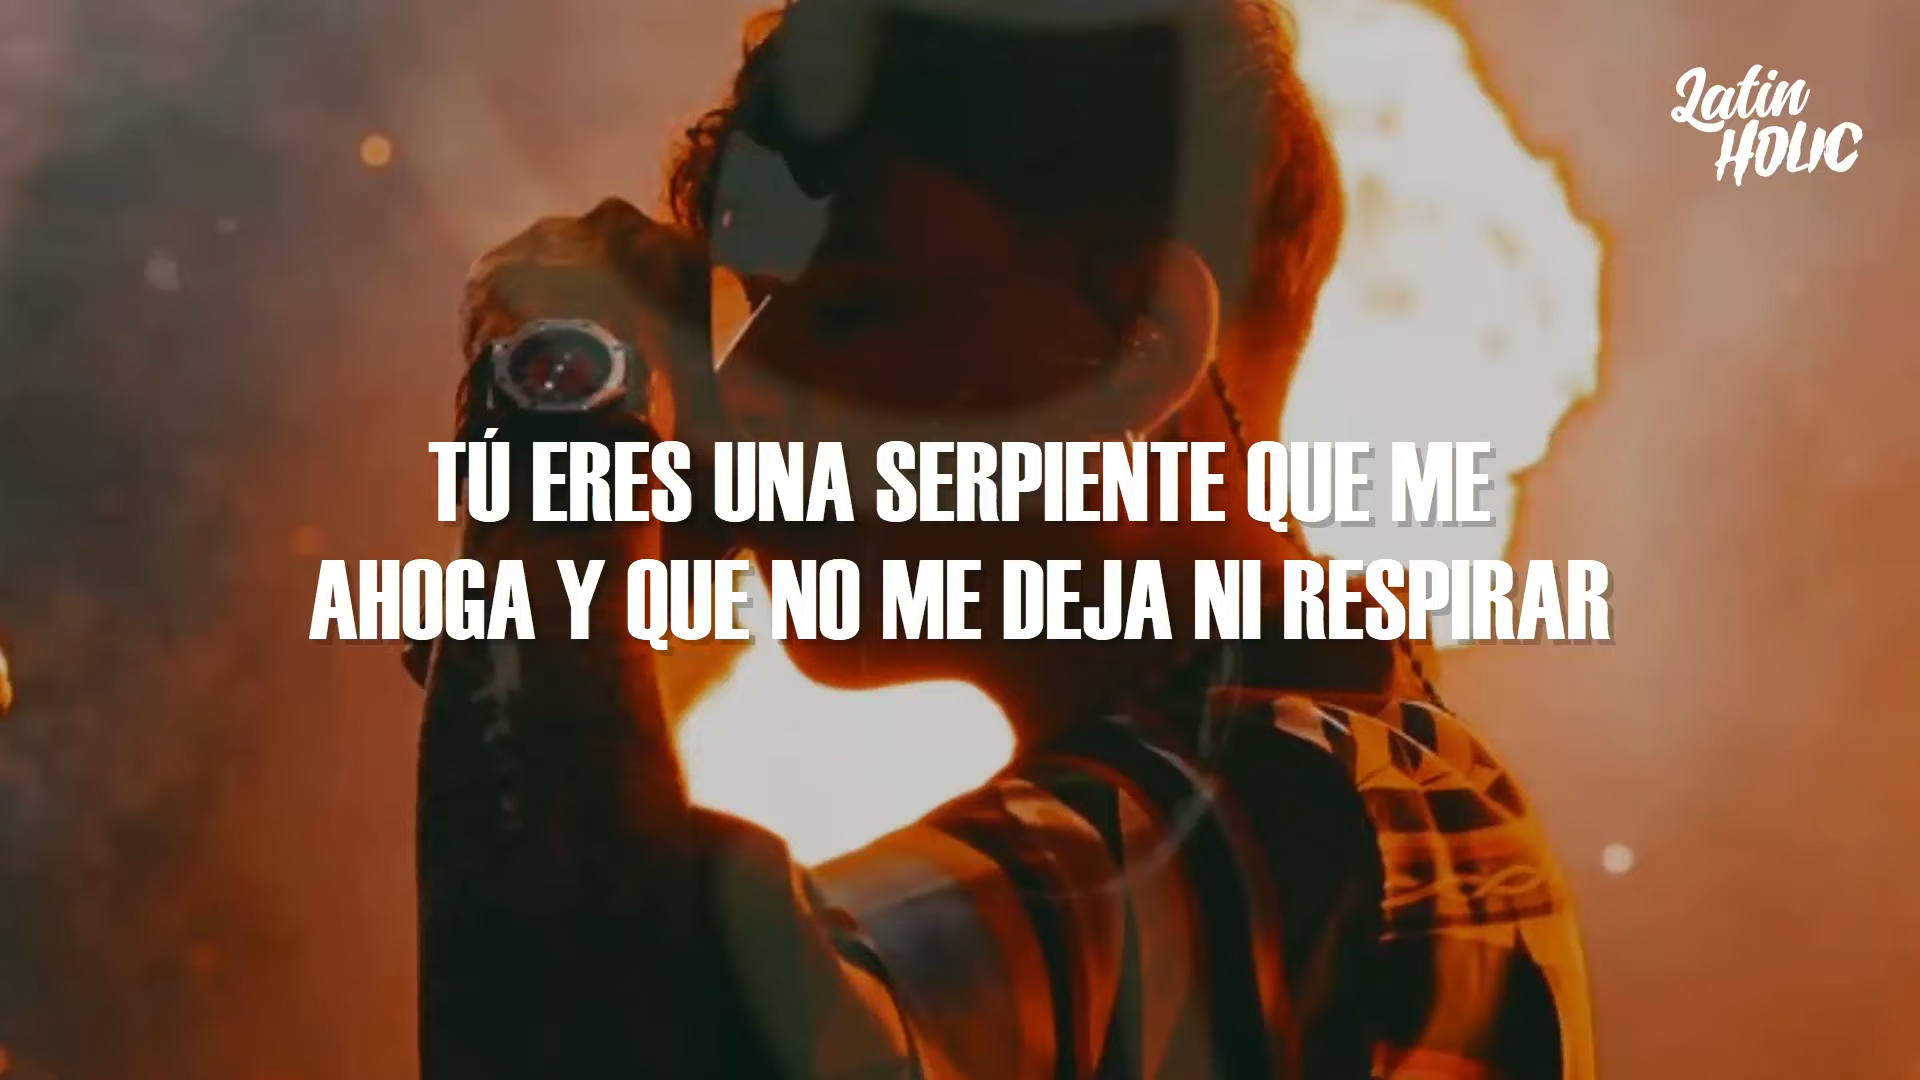 Latin
HOLIC
TÚ ERES UNA SERPIENTE QUE ME
AHOGA Y QUE NO ME DEJA NI RESPIRAR